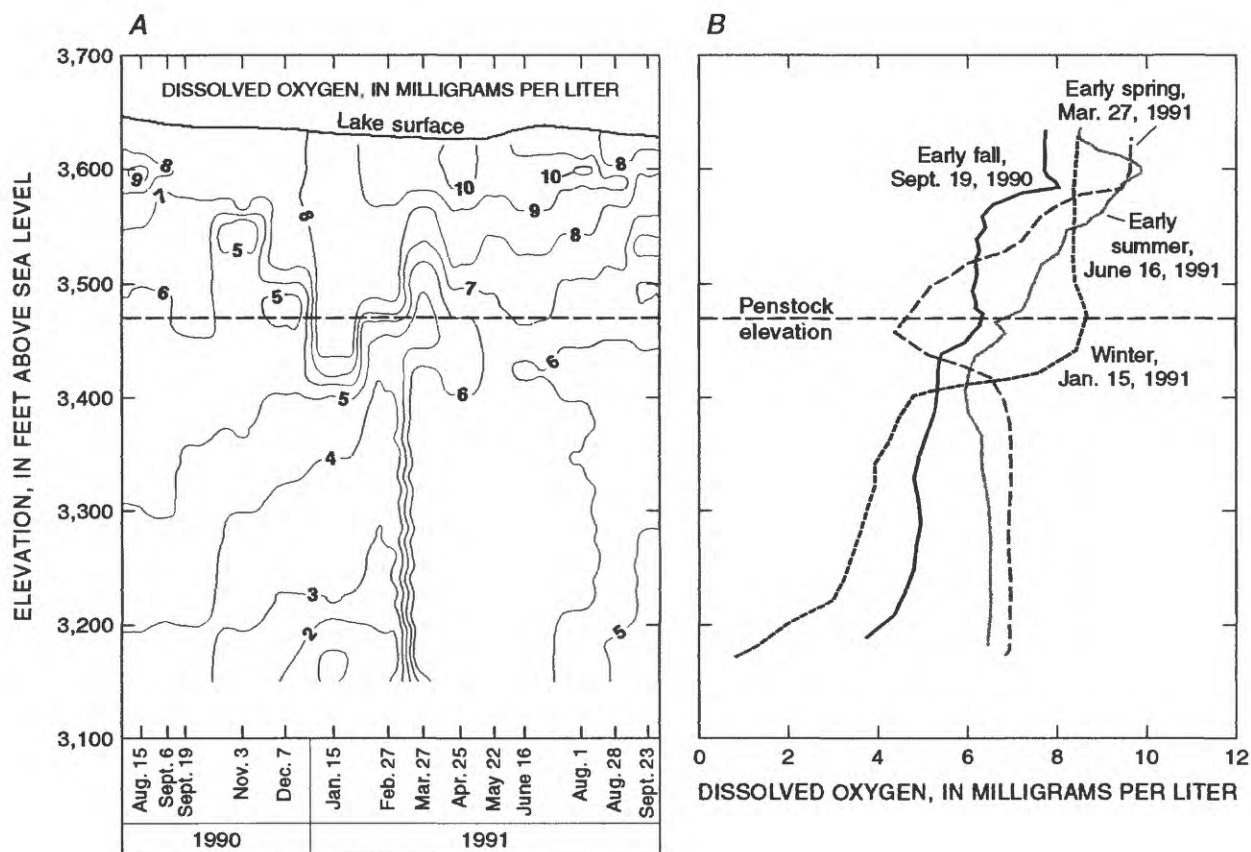 A
3,700
3,600
3,500
3,400
3,300
3,200
3,100
ELEVATION, IN FEET ABOVE SEA LEVEL
DISSOLVED OXYGEN, IN MILLIGRAMS PER LITER
Lake surface
8
9
7
8
10
10
8
9
8
5
5
7
6
6
6
5
4
3
2
5
Aug. 15
Sept. 6
Sept. 19
Nov. 3
Dec. 7
Jan. 15
Feb. 27
Mar. 27
Apr. 25
May 22
June 16
Aug. 1
Aug. 28
Sept. 23
1990
1991
B
Early spring,
Mar. 27, 1991
Early fall,
Sept. 19, 1990
Early
summer,
June 16, 1991
Penstock
elevation
Winter,
Jan. 15, 1991
0
2
4
6
8
10
12
DISSOLVED OXYGEN, IN MILLIGRAMS PER LITER